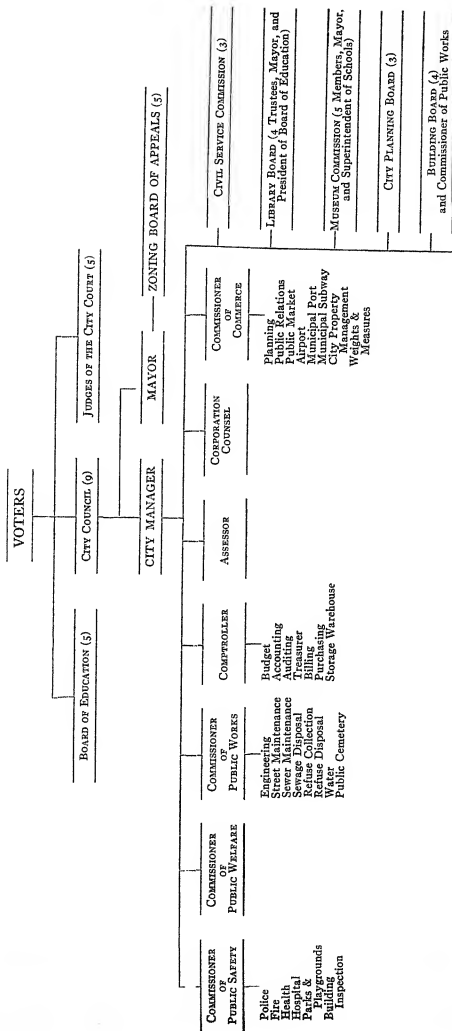 VOTERS
BOARD OF EDUCATION (5)
CITY COUNCIL (9)
JUDGES OF THE CITY COURT (5)
CITY MANAGER
MAYOR
ZONING BOARD OF APPEALS (5)
COMMISSIONER
OF
PUBLIC SAFETY
Police
Fire
Health
Hospital
Parks &
Playgrounds
Building
Inspection
COMMISSIONER
OF
PUBLIC WELFARE
COMMISSIONER
OF
PUBLIC WORKS
Engineering
Street Maintenance
Sewer Maintenance
Sewage Disposal
Refuse Collection
Refuse Disposal
Water
Public Cemetery
COMPTROLLER
Budget
Accounting
Auditing
Treasurer
Billing
Purchasing
Storage Warehouse
ASSESSOR
CORPORATION
COUNSEL
COMMISSIONER
OF
COMMERCE
Planning
Public Relations
Public Market
Airport
Municipal Port
Municipal Subway
City Property
Management
Weights &
Measures
CIVIL SERVICE COMMISSION (3)
LIBRARY BOARD (4 Trustees, Mayor, and
President of Board of Education)
MUSEUM COMMISSION (5 Members, Mayor,
and Superintendent of Schools)
CITY PLANNING BOARD (3)
BUILDING BOARD (4)
and Commissioner of Public Works